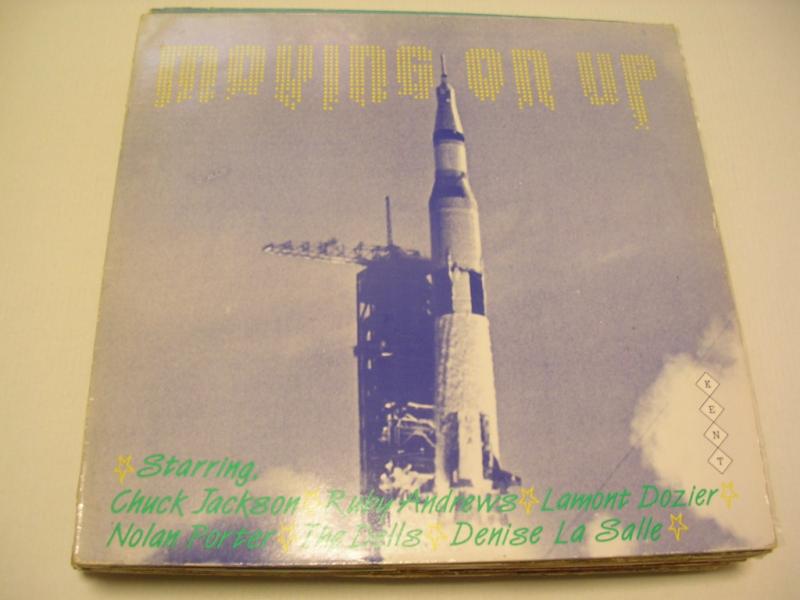 moving on up
KENT
Starring,
Chuck Jackson Ruby Andrews Lamont Dozier
Nolan Porter The Dells Denise La Salle